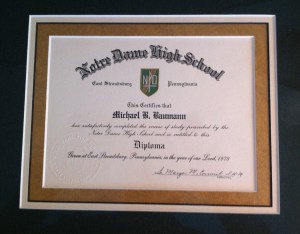 Notre Dame High School
East Stroudsburg Pennsylvania
This Certifies that
Michael B. Baumann
has satisfactorily completed the course of study prescribed by the
Notre Dame High School and is entitled to this
Diploma
Given at East Stroudsburg, Pennsylvania, in the year of our Lord, 1979